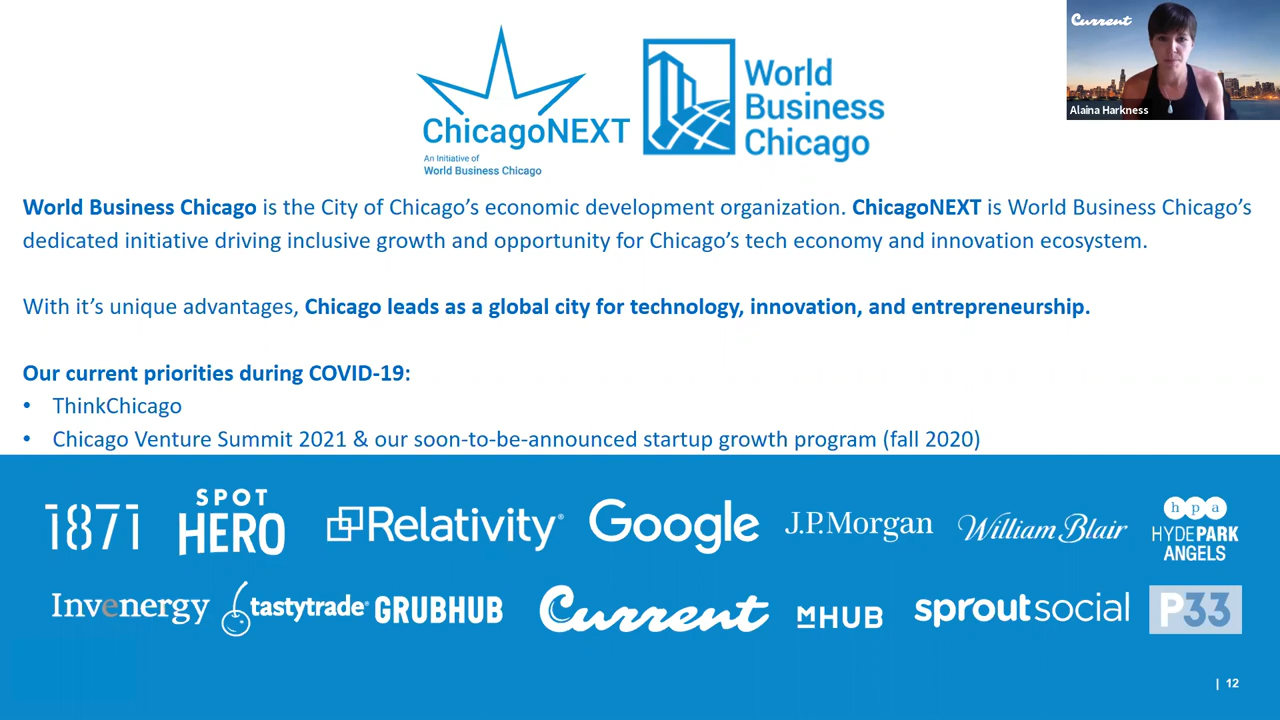 Current
Alaina Harkness
ChicagoNEXT
An Initiative of
World Business Chicago
World
Business
Chicago
World Business Chicago is the City of Chicago’s economic development organization. ChicagoNEXT is World Business Chicago’s
dedicated initiative driving inclusive growth and opportunity for Chicago’s tech economy and innovation ecosystem.
With it’s unique advantages, Chicago leads as a global city for technology, innovation, and entrepreneurship.
Our current priorities during COVID-19:
• ThinkChicago
• Chicago Venture Summit 2021 & our soon-to-be-announced startup growth program (fall 2020)
1871
SPOT
HERO
Relativity®
Google
J.P.Morgan
William Blair
h p a
HYDE PARK
ANGELS
Invenergy
tastytrade®
GRUBHUB
Current
mHUB
sproutsocial
P33
| 12